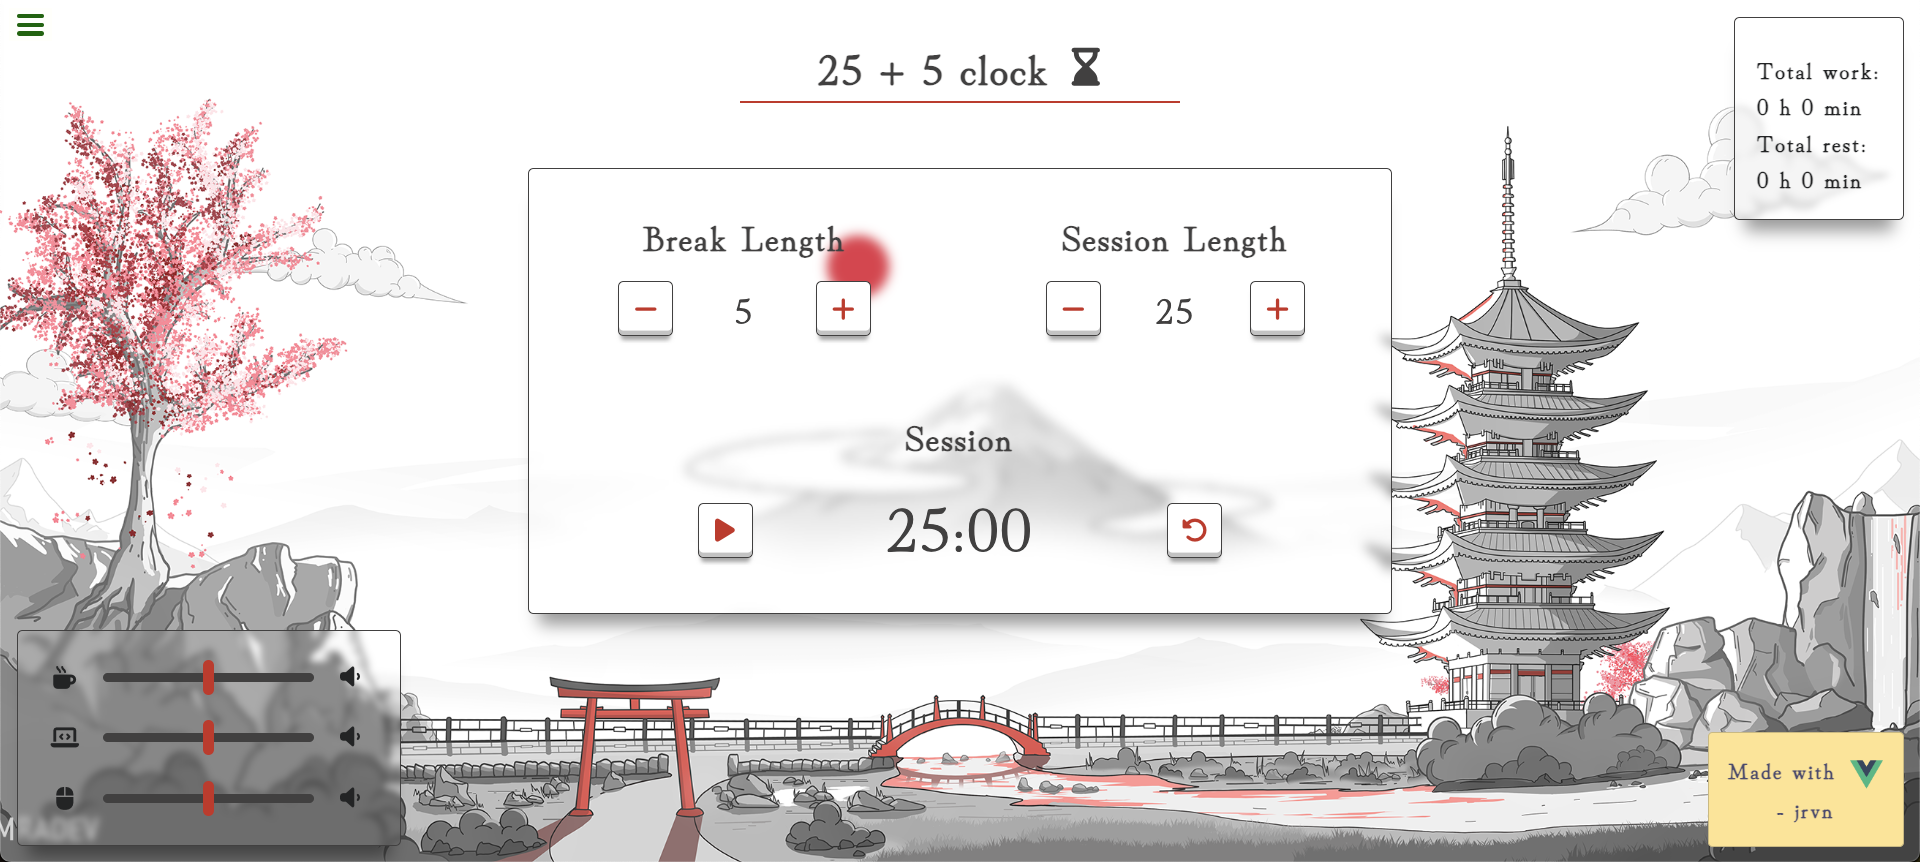 25 + 5 clock
Total work:
0 h 0 min
Total rest:
0 h 0 min
Break Length
5
Session Length
25
Session
25:00
Made with
- jrvn